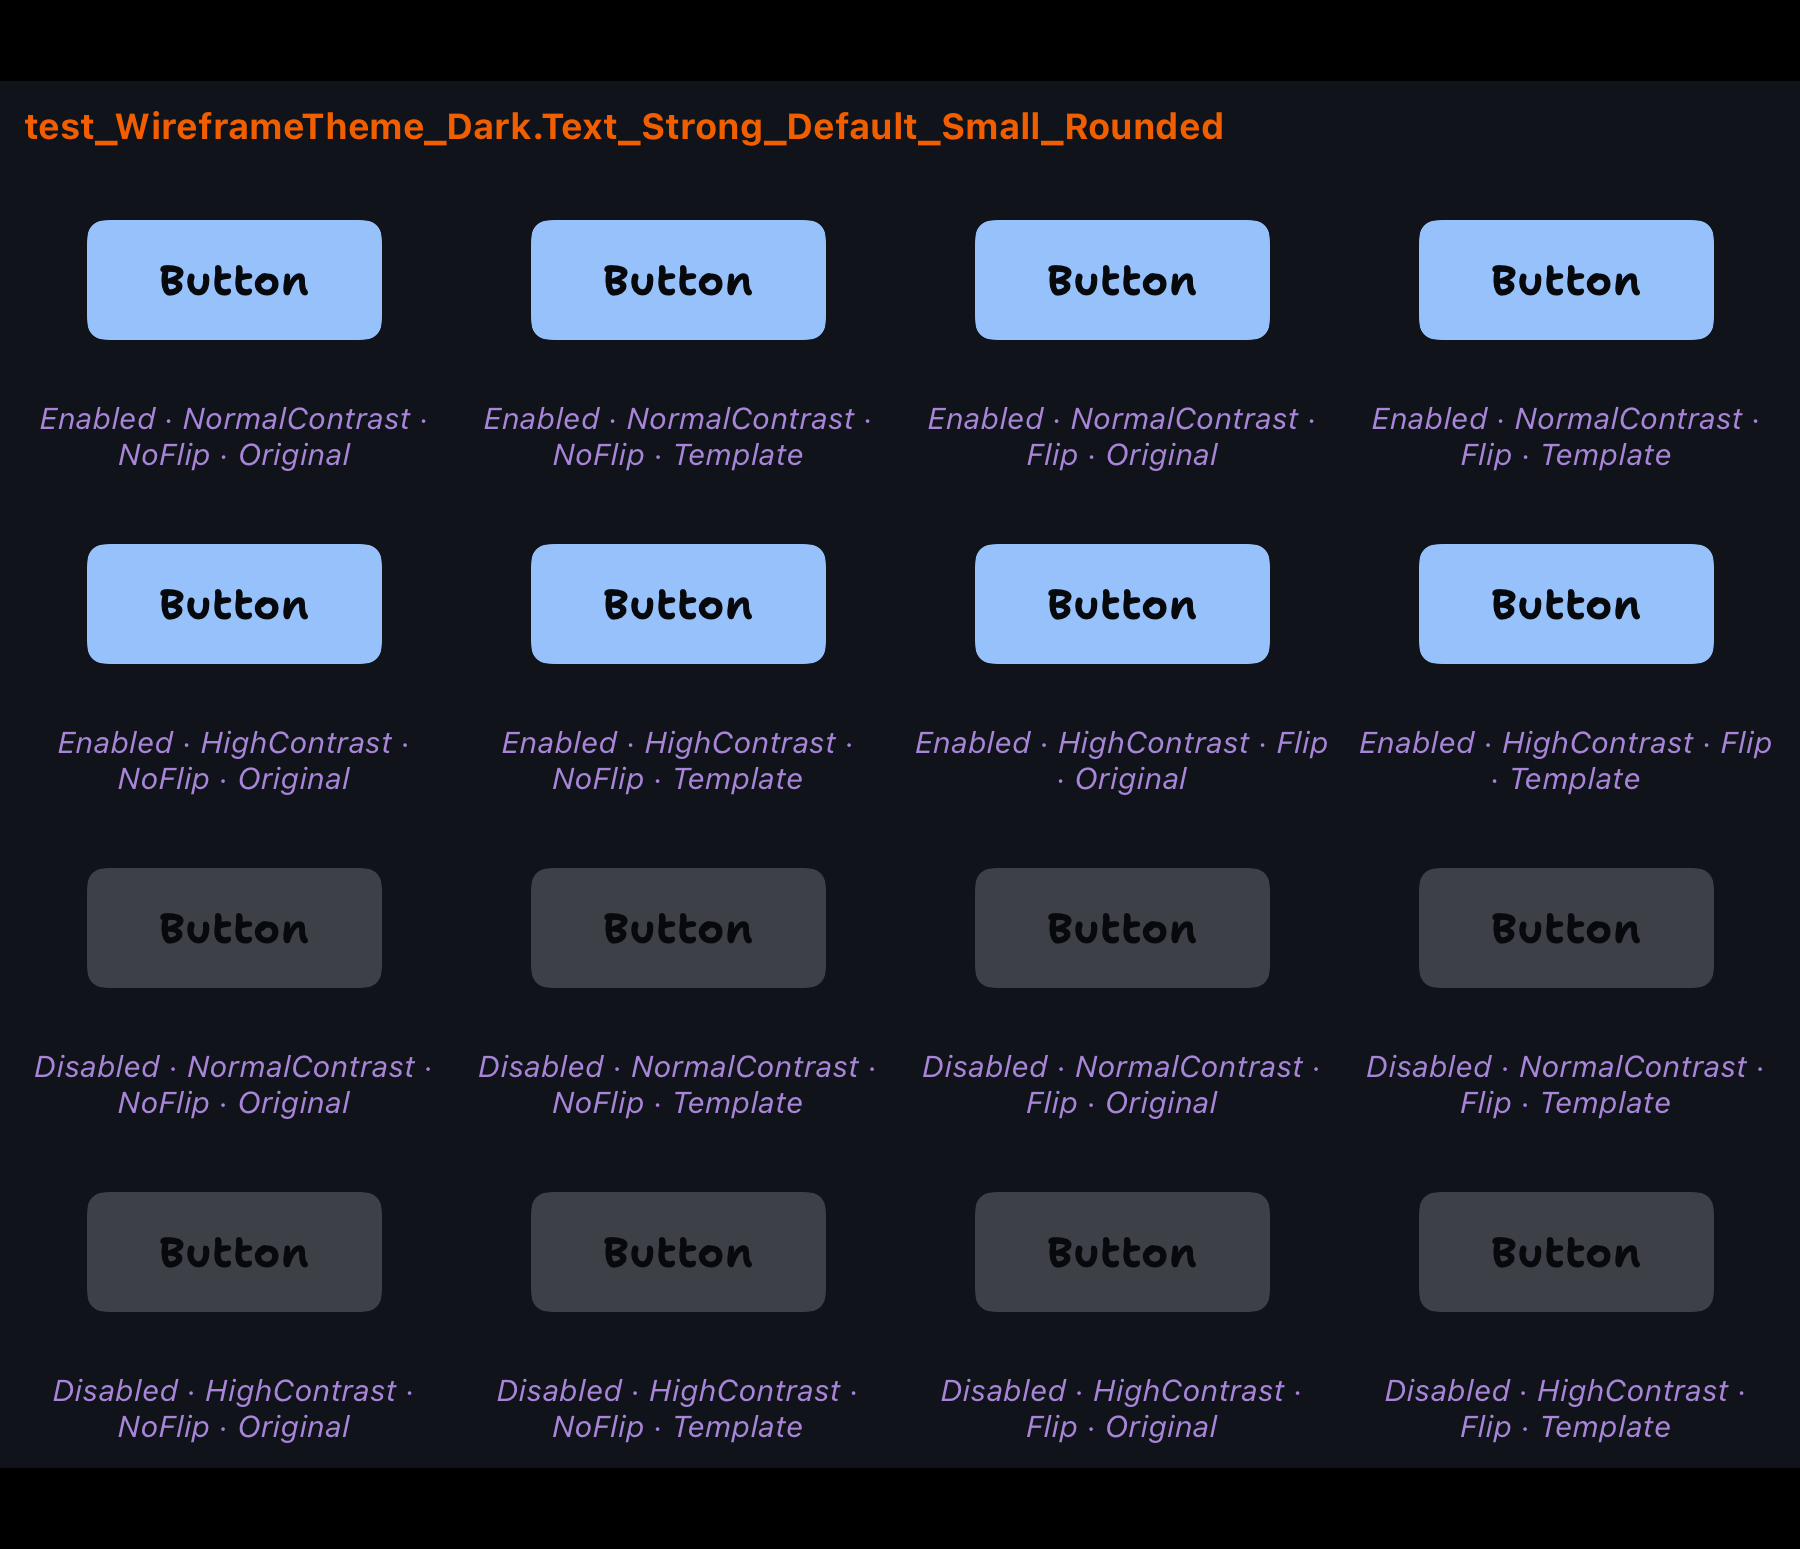 test_WireframeTheme_Dark.Text_Strong_Default_Small_Rounded
Button Button Button Button
Enabled · NormalContrast ·
NoFlip · Original
Enabled · NormalContrast ·
NoFlip · Template
Enabled · NormalContrast ·
Flip · Original
Enabled · NormalContrast ·
Flip · Template
Button Button Button Button
Enabled · HighContrast ·
NoFlip · Original
Enabled · HighContrast ·
NoFlip · Template
Enabled · HighContrast · Flip
· Original
Enabled · HighContrast · Flip
· Template
Button Button Button Button
Disabled · NormalContrast ·
NoFlip · Original
Disabled · NormalContrast ·
NoFlip · Template
Disabled · NormalContrast ·
Flip · Original
Disabled · NormalContrast ·
Flip · Template
Button Button Button Button
Disabled · HighContrast ·
NoFlip · Original
Disabled · HighContrast ·
NoFlip · Template
Disabled · HighContrast ·
Flip · Original
Disabled · HighContrast ·
Flip · Template